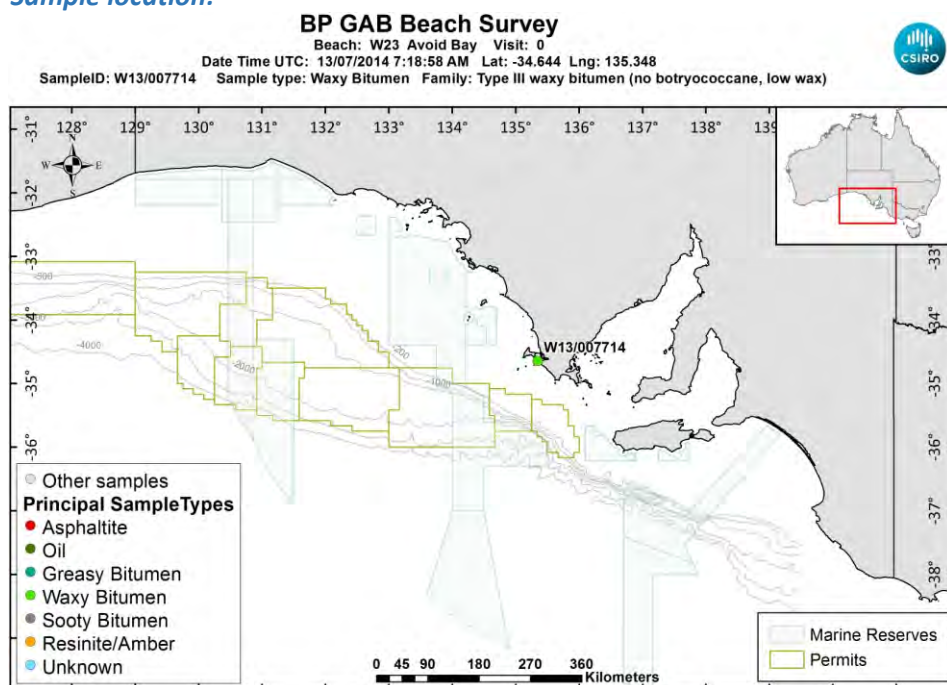 Sample location:
BP GAB Beach Survey
Beach: W23 Avoid Bay Visit: 0
Date Time UTC: 13/07/2014 7:18:58 AM Lat: -34.644 Lng: 135.348
SampleID: W13/007714 Sample type: Waxy Bitumen Family: Type III waxy bitumen (no botryococcane, low wax)
CSIRO
128° 129° 130° 131° 132° 133° 134° 135° 136° 137° 138° 139
-31°
-32°
-33°
-34°
-35°
-36°
-37°
-38°
N
W E
S
-31°
-32°
-33°
-34°
-35°
-36°
-37°
-38°
-4000
-2000
-200
-1000
W13/007714
Other samples
Principal SampleTypes
Asphaltite
Oil
Greasy Bitumen
Waxy Bitumen
Sooty Bitumen
Resinite/Amber
Unknown
0 45 90 180 270 360
Kilometers
Marine Reserves
Permits